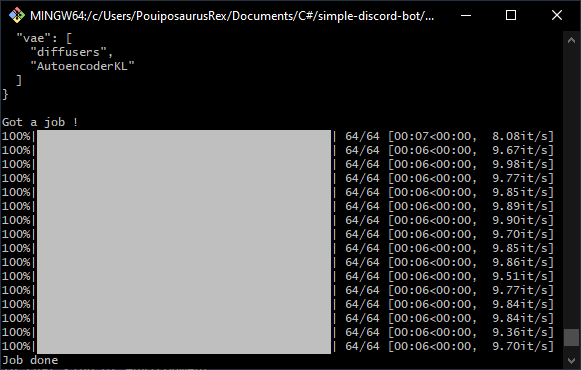 MINGW64:/c/Users/PouiposaurusRex/Documents/C#/simple-discord-bot/...
"vae": [
"diffusers",
"AutoencoderKL"
]
}
Got a job !
100%| | 64/64 [00:07<00:00, 8.08it/s]
100%| | 64/64 [00:06<00:00, 9.67it/s]
100%| | 64/64 [00:06<00:00, 9.98it/s]
100%| | 64/64 [00:06<00:00, 9.77it/s]
100%| | 64/64 [00:06<00:00, 9.85it/s]
100%| | 64/64 [00:06<00:00, 9.89it/s]
100%| | 64/64 [00:06<00:00, 9.90it/s]
100%| | 64/64 [00:06<00:00, 9.70it/s]
100%| | 64/64 [00:06<00:00, 9.85it/s]
100%| | 64/64 [00:06<00:00, 9.86it/s]
100%| | 64/64 [00:06<00:00, 9.51it/s]
100%| | 64/64 [00:06<00:00, 9.77it/s]
100%| | 64/64 [00:06<00:00, 9.84it/s]
100%| | 64/64 [00:06<00:00, 9.84it/s]
100%| | 64/64 [00:06<00:00, 9.36it/s]
100%| | 64/64 [00:06<00:00, 9.70it/s]
Job done